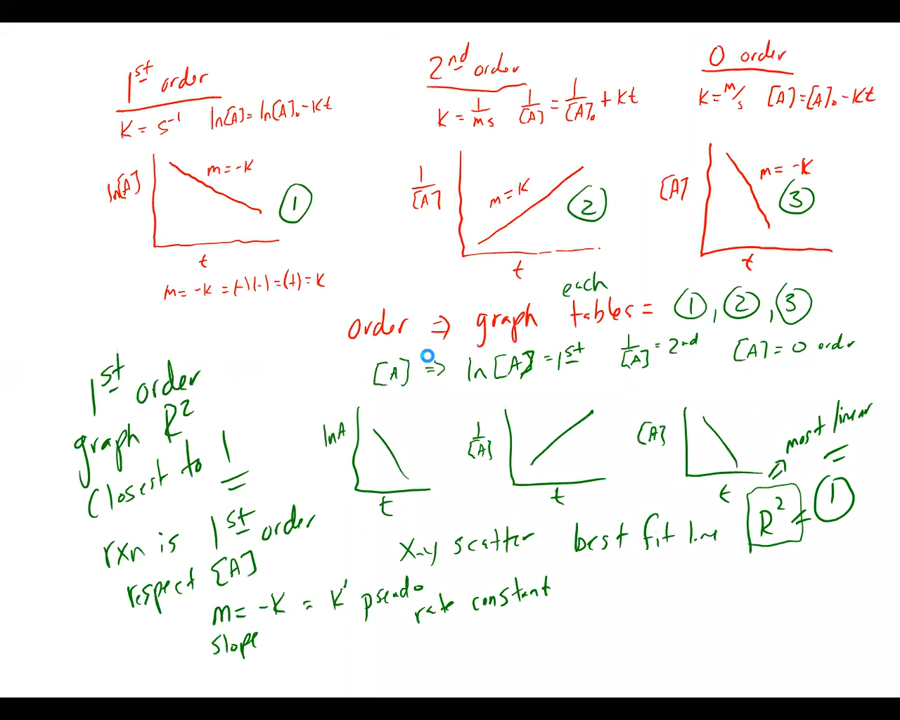 1st order
K = s⁻¹ ln[A] = ln[A]₀ - Kt
ln[A]
m = -K
①
t
m = -K = (-)(-) = (+) = K
2nd order
K = 1/Ms 1/[A] = 1/[A]₀ + Kt
1/[A]
m = K
②
t
0 order
K = M/s [A] = [A]₀ - Kt
[A]
m = -K
③
t
each
order ⇒ graph tables = ①, ②, ③
[A] ⇒ ln[A] = 1st 1/[A] = 2nd [A] = 0 order
lnA
t
1/[A]
t
[A]
t
most linear
R² = ①
x-y scatter best fit line
1st order
graph R²
Closest to 1
rxn is 1st order
respect [A]
m = -K = K' pseudo
rate constant
slope